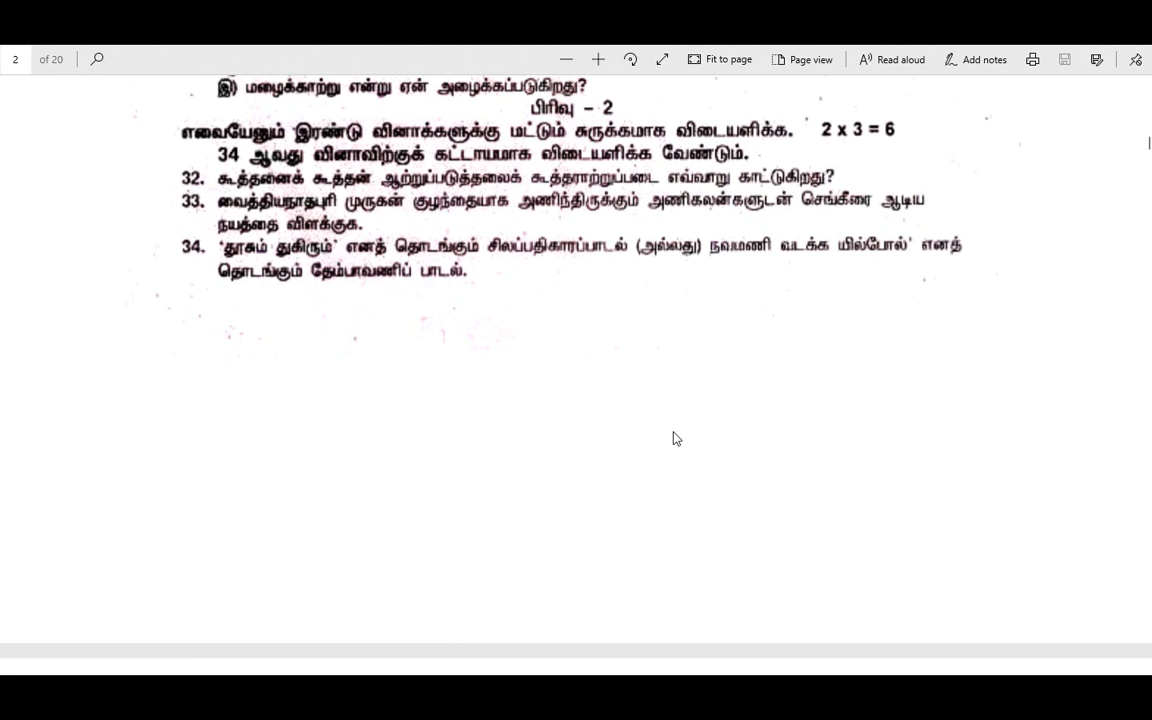 2 of 20 Fit to page Page view Read aloud Add notes
இ) மழைக்காற்று என்று ஏன் அழைக்கப்படுகிறது?
பிரிவு – 2
எவையேனும் இரண்டு வினாக்களுக்கு மட்டும் சுருக்கமாக விடையளிக்க. 2 x 3 = 6
34 ஆவது வினாவிற்குக் கட்டாயமாக விடையளிக்க வேண்டும்.
32. கூத்தனைக் கூத்தன் ஆற்றுப்படுத்தலைக் கூத்தராற்றுப்படை எவ்வாறு காட்டுகிறது?
33. வைத்தியநாதபுரி முருகன் குழந்தையாக அணிந்திருக்கும் அணிகலன்களுடன் செங்கீரை ஆடிய
நயத்தை விளக்குக.
34. ‘தூசும் துகிரும்’ எனத் தொடங்கும் சிலப்பதிகாரப்பாடல் (அல்லது) நவமணி வடக்க யில்போல்’ எனத்
தொடங்கும் தேம்பாவணிப் பாடல்.